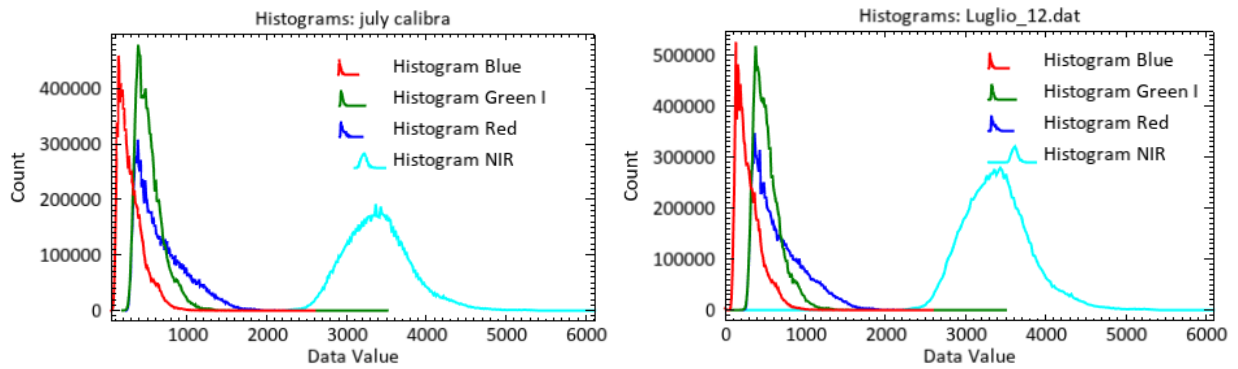 Histograms: july calibra
Histogram Blue
Histogram Green I
Histogram Red
Histogram NIR
Count
400000
300000
200000
100000
0
1000
2000
3000
4000
5000
6000
Data Value
Histograms: Luglio_12.dat
Histogram Blue
Histogram Green I
Histogram Red
Histogram NIR
Count
500000
400000
300000
200000
100000
0
0
1000
2000
3000
4000
5000
6000
Data Value